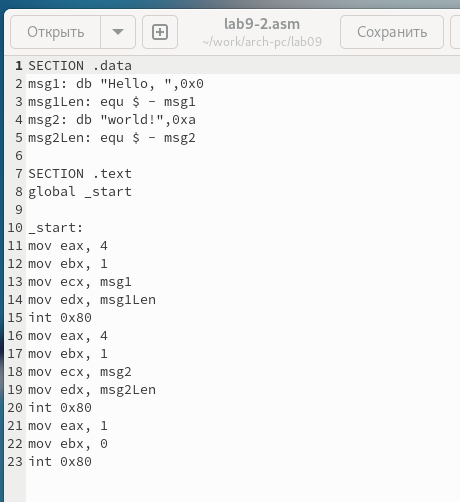 Открыть
lab9-2.asm
~/work/arch-pc/lab09
Сохранить
1 SECTION .data
2 msg1: db "Hello, ",0x0
3 msg1Len: equ $ - msg1
4 msg2: db "world!",0xa
5 msg2Len: equ $ - msg2
6
7 SECTION .text
8 global _start
9
10 _start:
11 mov eax, 4
12 mov ebx, 1
13 mov ecx, msg1
14 mov edx, msg1Len
15 int 0x80
16 mov eax, 4
17 mov ebx, 1
18 mov ecx, msg2
19 mov edx, msg2Len
20 int 0x80
21 mov eax, 1
22 mov ebx, 0
23 int 0x80